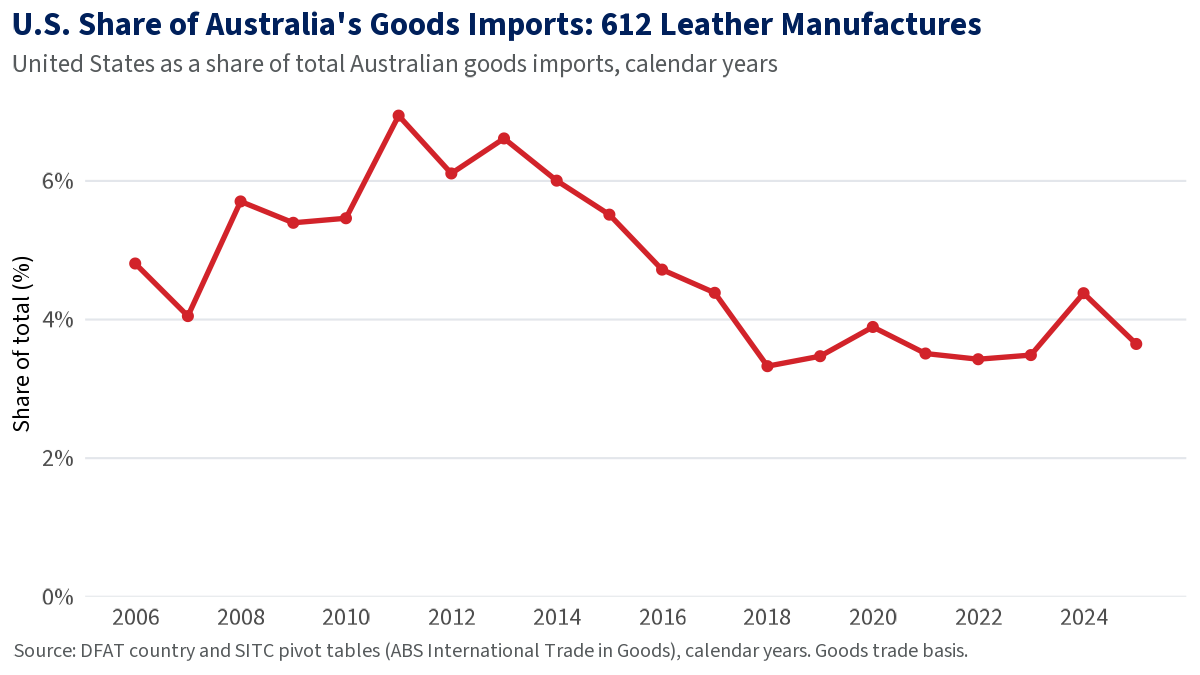 U.S. Share of Australia's Goods Imports: 612 Leather Manufactures
United States as a share of total Australian goods imports, calendar years
Share of total (%)
6%
4%
2%
0%
2006 2008 2010 2012 2014 2016 2018 2020 2022 2024
Source: DFAT country and SITC pivot tables (ABS International Trade in Goods), calendar years. Goods trade basis.